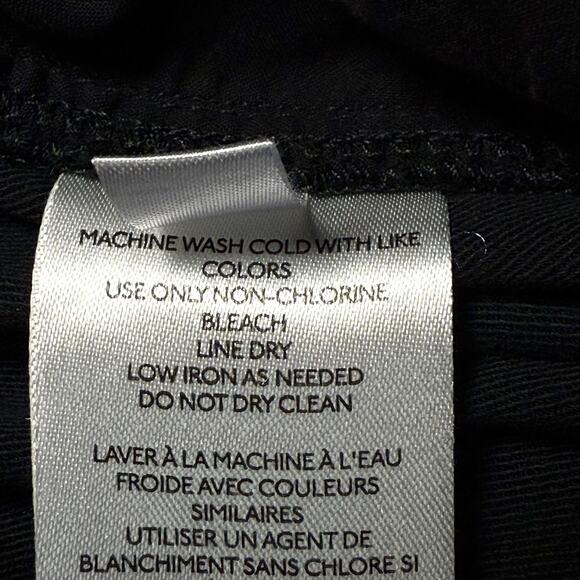 MACHINE WASH COLD WITH LIKE
COLORS
USE ONLY NON-CHLORINE
BLEACH
LINE DRY
LOW IRON AS NEEDED
DO NOT DRY CLEAN
LAVER À LA MACHINE À L'EAU
FROIDE AVEC COULEURS
SIMILAIRES
UTILISER UN AGENT DE
BLANCHIMENT SANS CHLORE SI